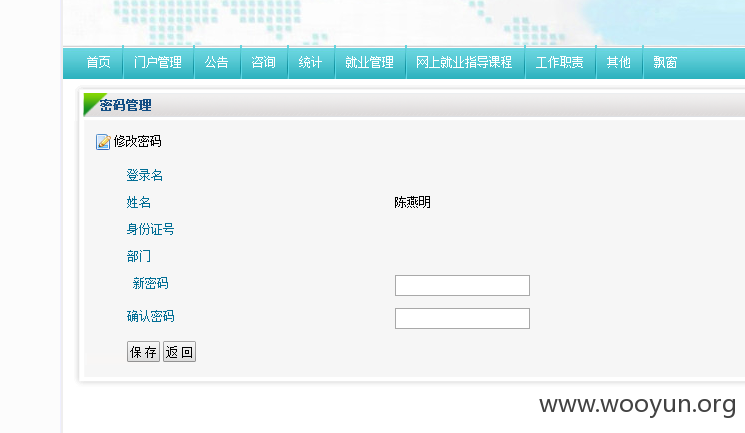 首页 门户管理 公告 咨询 统计 就业管理 网上就业指导课程 工作职责 其他 飘窗
密码管理
修改密码
登录名
姓名 陈燕明
身份证号
部门
新密码
确认密码
保存 返回
www.wooyun.org